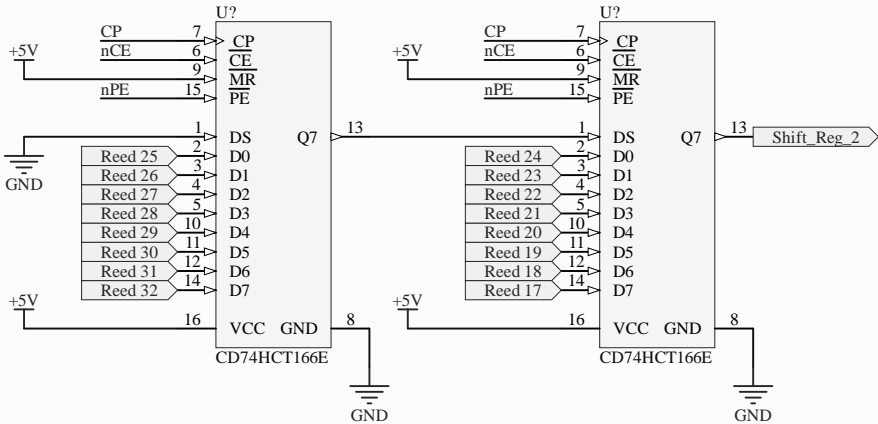 U?
CP 7 CP
nCE 6 CE
+5V 9 MR
nPE 15 PE
1 DS Q7 13
GND
Reed 25 2 D0
Reed 26 3 D1
Reed 27 4 D2
Reed 28 5 D3
Reed 29 10 D4
Reed 30 11 D5
Reed 31 12 D6
Reed 32 14 D7
+5V
16 VCC GND 8
CD74HCT166E
GND
U?
CP 7 CP
nCE 6 CE
+5V 9 MR
nPE 15 PE
1 DS Q7 13 Shift_Reg_2
Reed 24 2 D0
Reed 23 3 D1
Reed 22 4 D2
Reed 21 5 D3
Reed 20 10 D4
Reed 19 11 D5
Reed 18 12 D6
Reed 17 14 D7
+5V
16 VCC GND 8
CD74HCT166E
GND